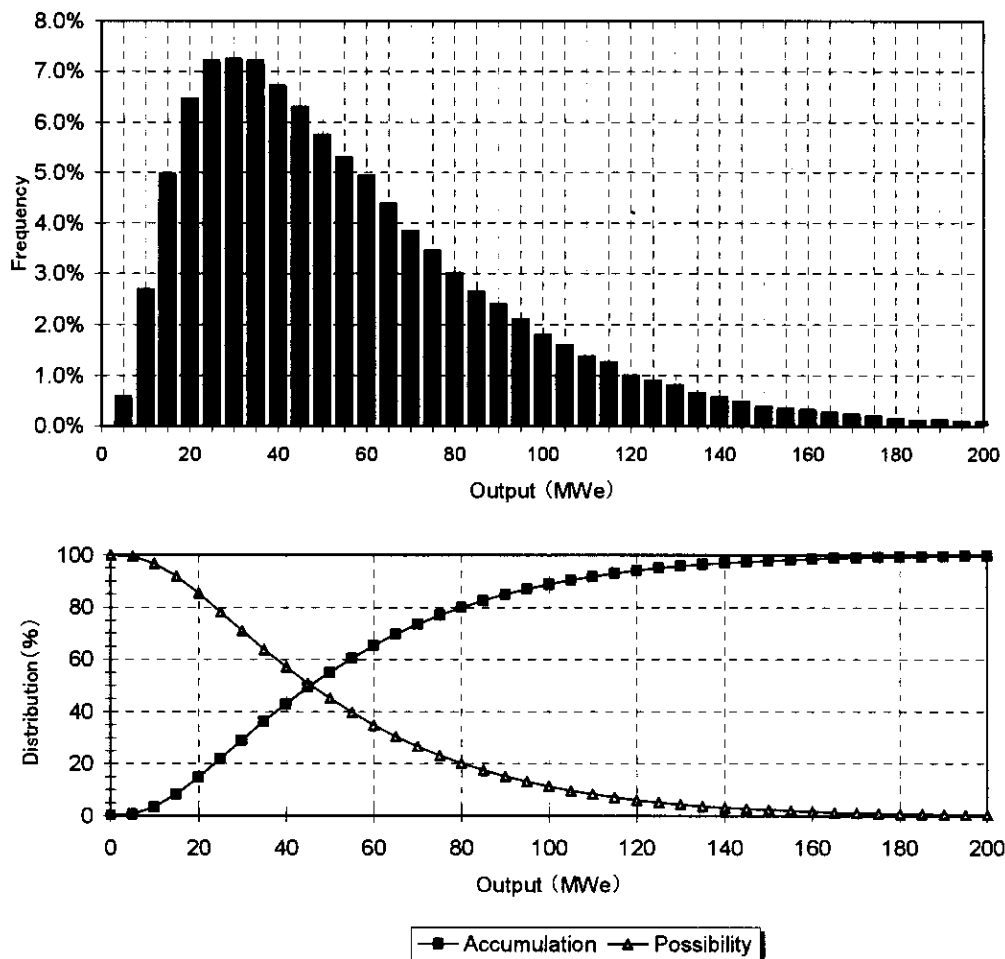 8.0%
7.0%
6.0%
5.0%
4.0%
3.0%
2.0%
1.0%
0.0%
Frequency
0 20 40 60 80 100 120 140 160 180 200
Output (MWe)
100
80
60
40
20
0
Distribution(%)
0 20 40 60 80 100 120 140 160 180 200
Output (MWe)
Accumulation Possibility